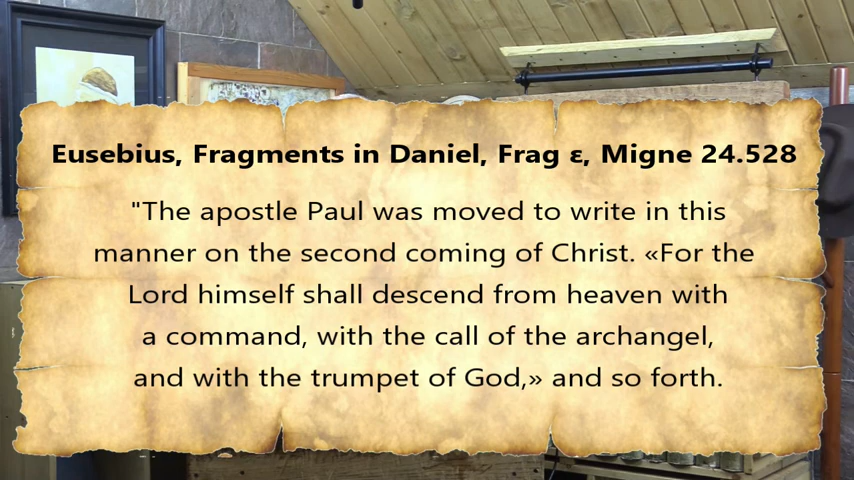 Eusebius, Fragments in Daniel, Frag ε, Migne 24.528
"The apostle Paul was moved to write in this
manner on the second coming of Christ. «For the
Lord himself shall descend from heaven with
a command, with the call of the archangel,
and with the trumpet of God,» and so forth.